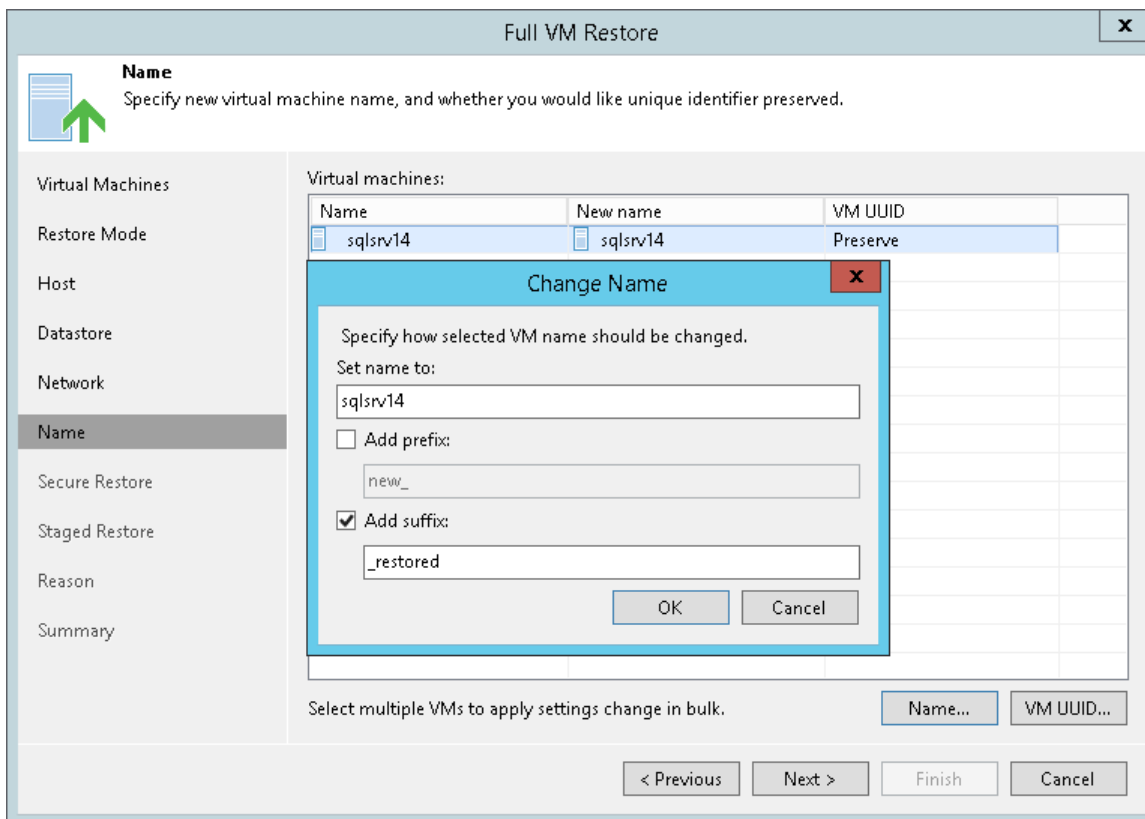 Full VM Restore
x
Name
Specify new virtual machine name, and whether you would like unique identifier preserved.
Virtual Machines
Restore Mode
Host
Datastore
Network
Name
Secure Restore
Staged Restore
Reason
Summary
Virtual machines:
Name New name VM UUID
sqlsrv14 sqlsrv14 Preserve
Change Name
x
Specify how selected VM name should be changed.
Set name to:
sqlsrv14
Add prefix:
new_
Add suffix:
_restored
OK Cancel
Select multiple VMs to apply settings change in bulk. Name... VM UUID...
< Previous Next > Finish Cancel